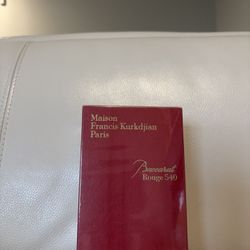 Maison
Francis Kurkdjian
Paris
Baccarat
Rouge 540